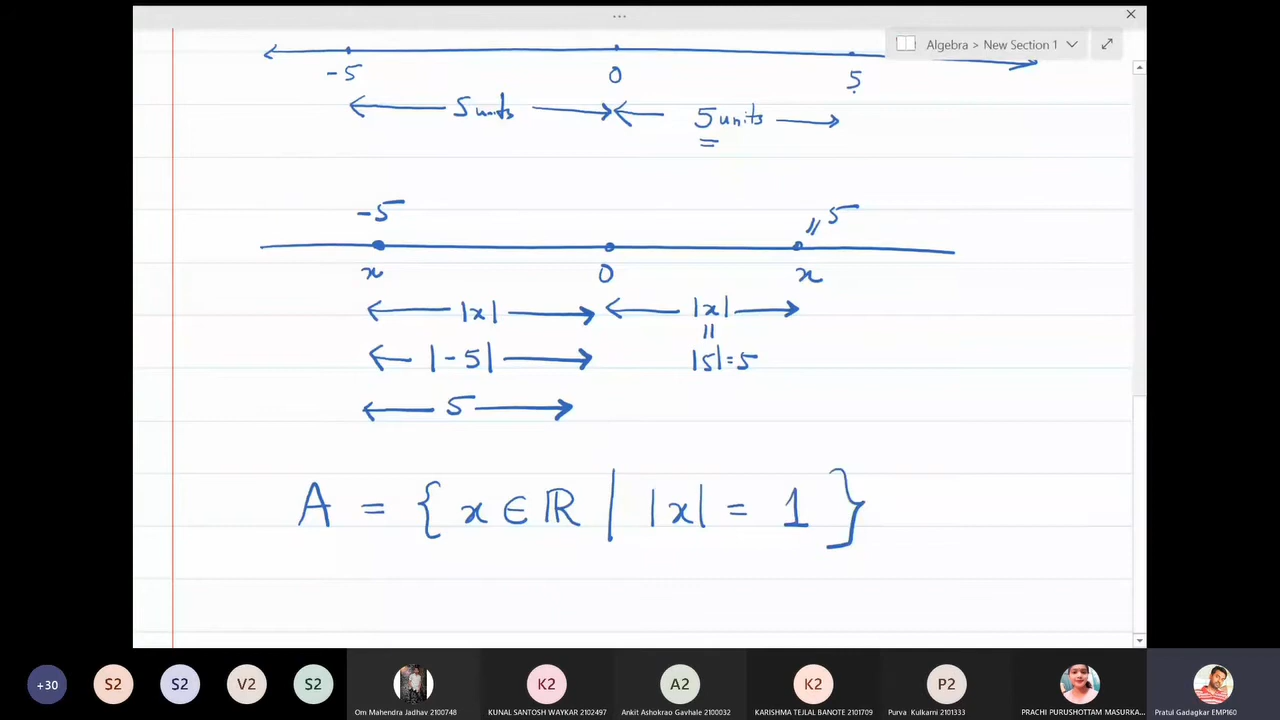 ...
Algebra > New Section 1
-5 0 5
5 units 5 units
=
-5 5
x 0 x
|x| |x|
|-5| |5|=5
5
A = { x ∈ ℝ | |x| = 1 }
+30 S2 S2 V2 S2 K2 A2 K2 P2
Om Mahendra Jadhav 2100748 KUNAL SANTOSH WAYKAR 2102497 Ankit Ashokrao Gavhale 2100032 KARISHMA TEJLAL BANOTE 2101709 Purva Kulkarni 2101333 PRACHI PURUSHOTTAM MASURKA... Pratul Gadagkar EMP160